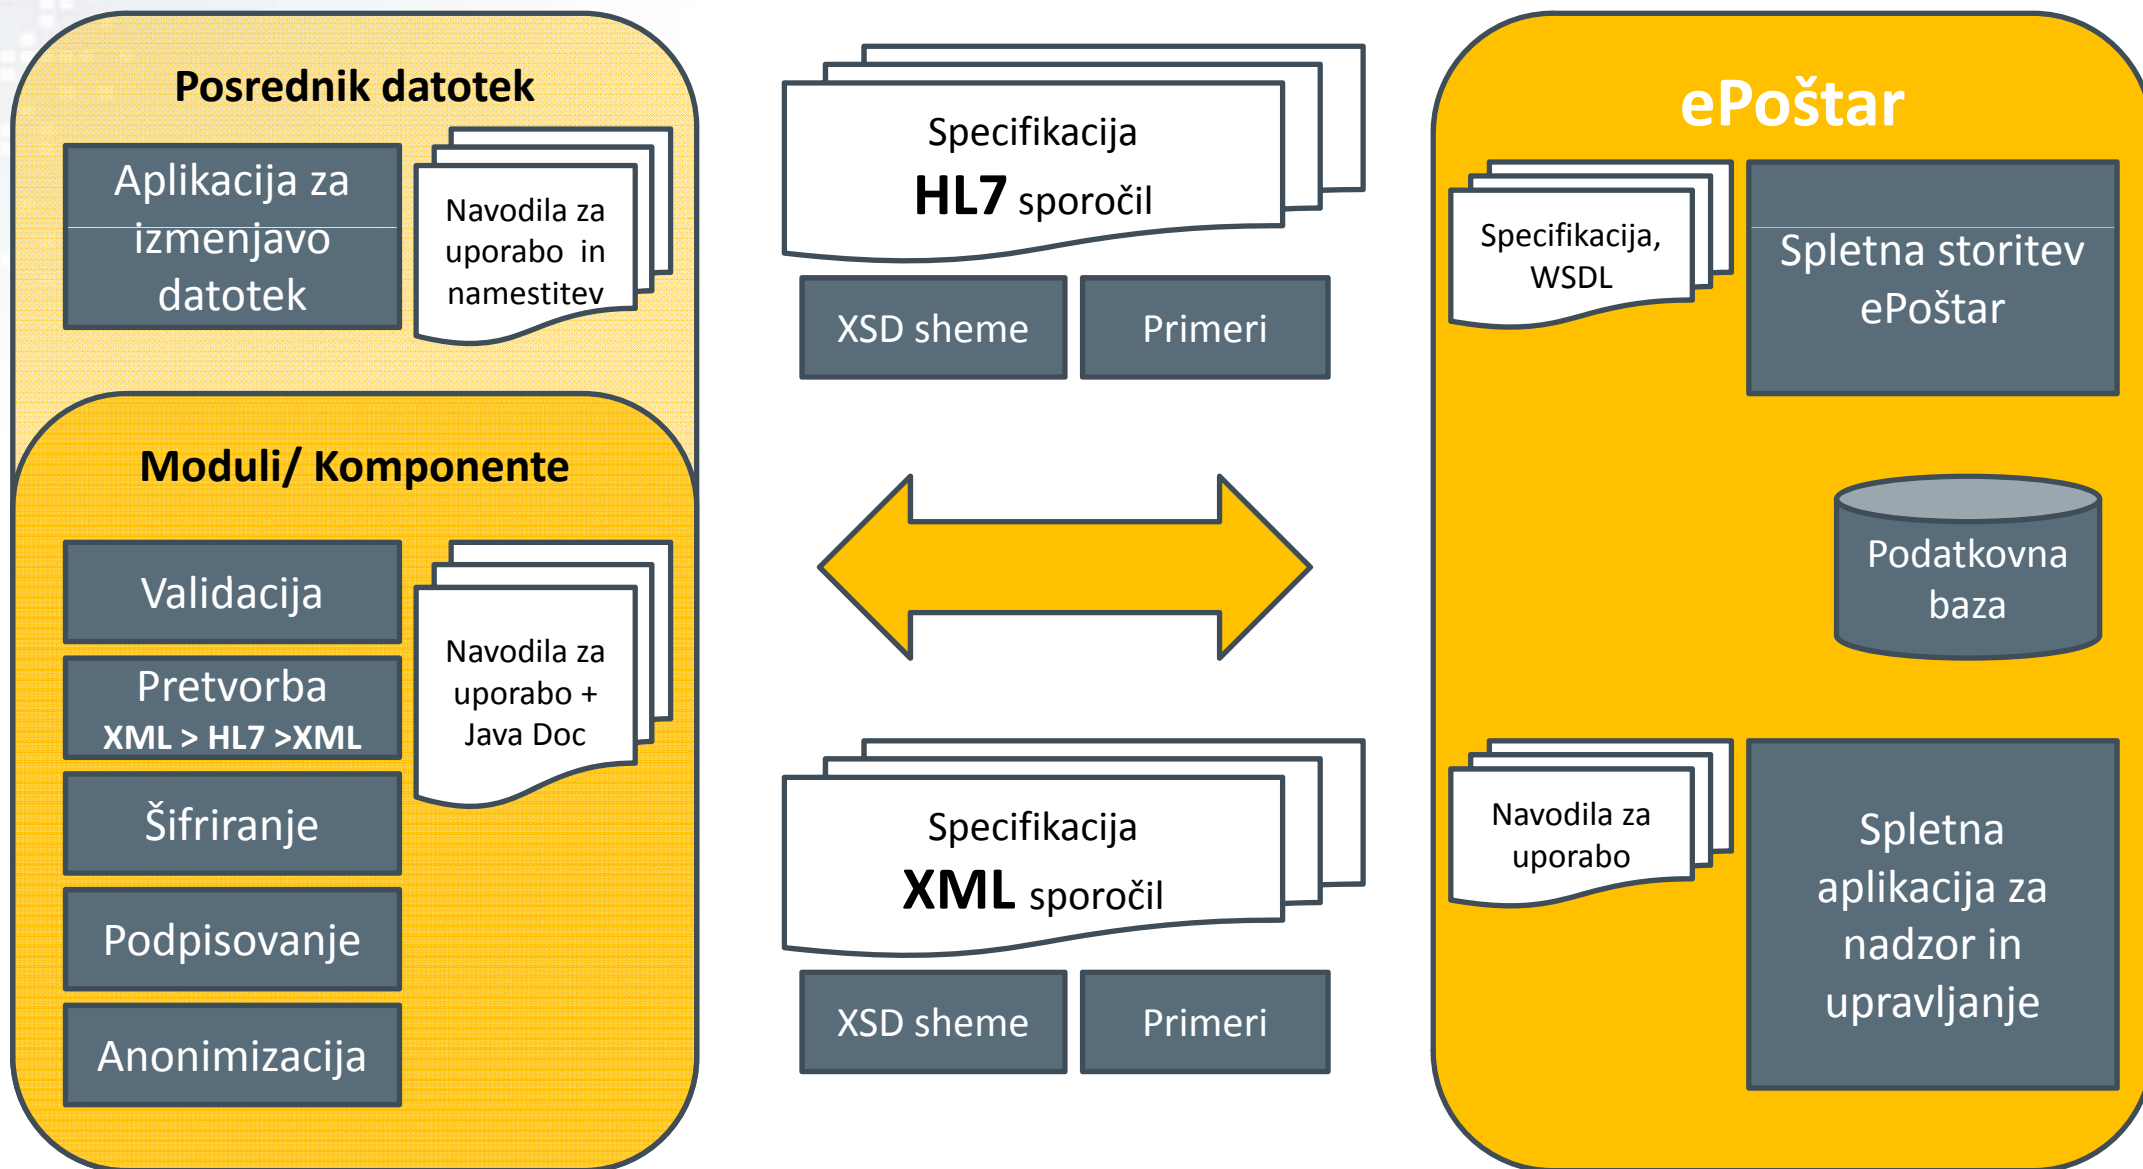 Posrednik datotek
Aplikacija za
izmenjavo
datotek
Navodila za
uporabo in
namestitev
Moduli/ Komponente
Validacija
Pretvorba
XML > HL7 >XML
Šifriranje
Podpisovanje
Anonimizacija
Navodila za
uporabo +
Java Doc
Specifikacija
HL7 sporočil
XSD sheme
Primeri
Specifikacija
XML sporočil
XSD sheme
Primeri
ePoštar
Specifikacija,
WSDL
Spletna storitev
ePoštar
Podatkovna
baza
Navodila za
uporabo
Spletna
aplikacija za
nadzor in
upravljanje